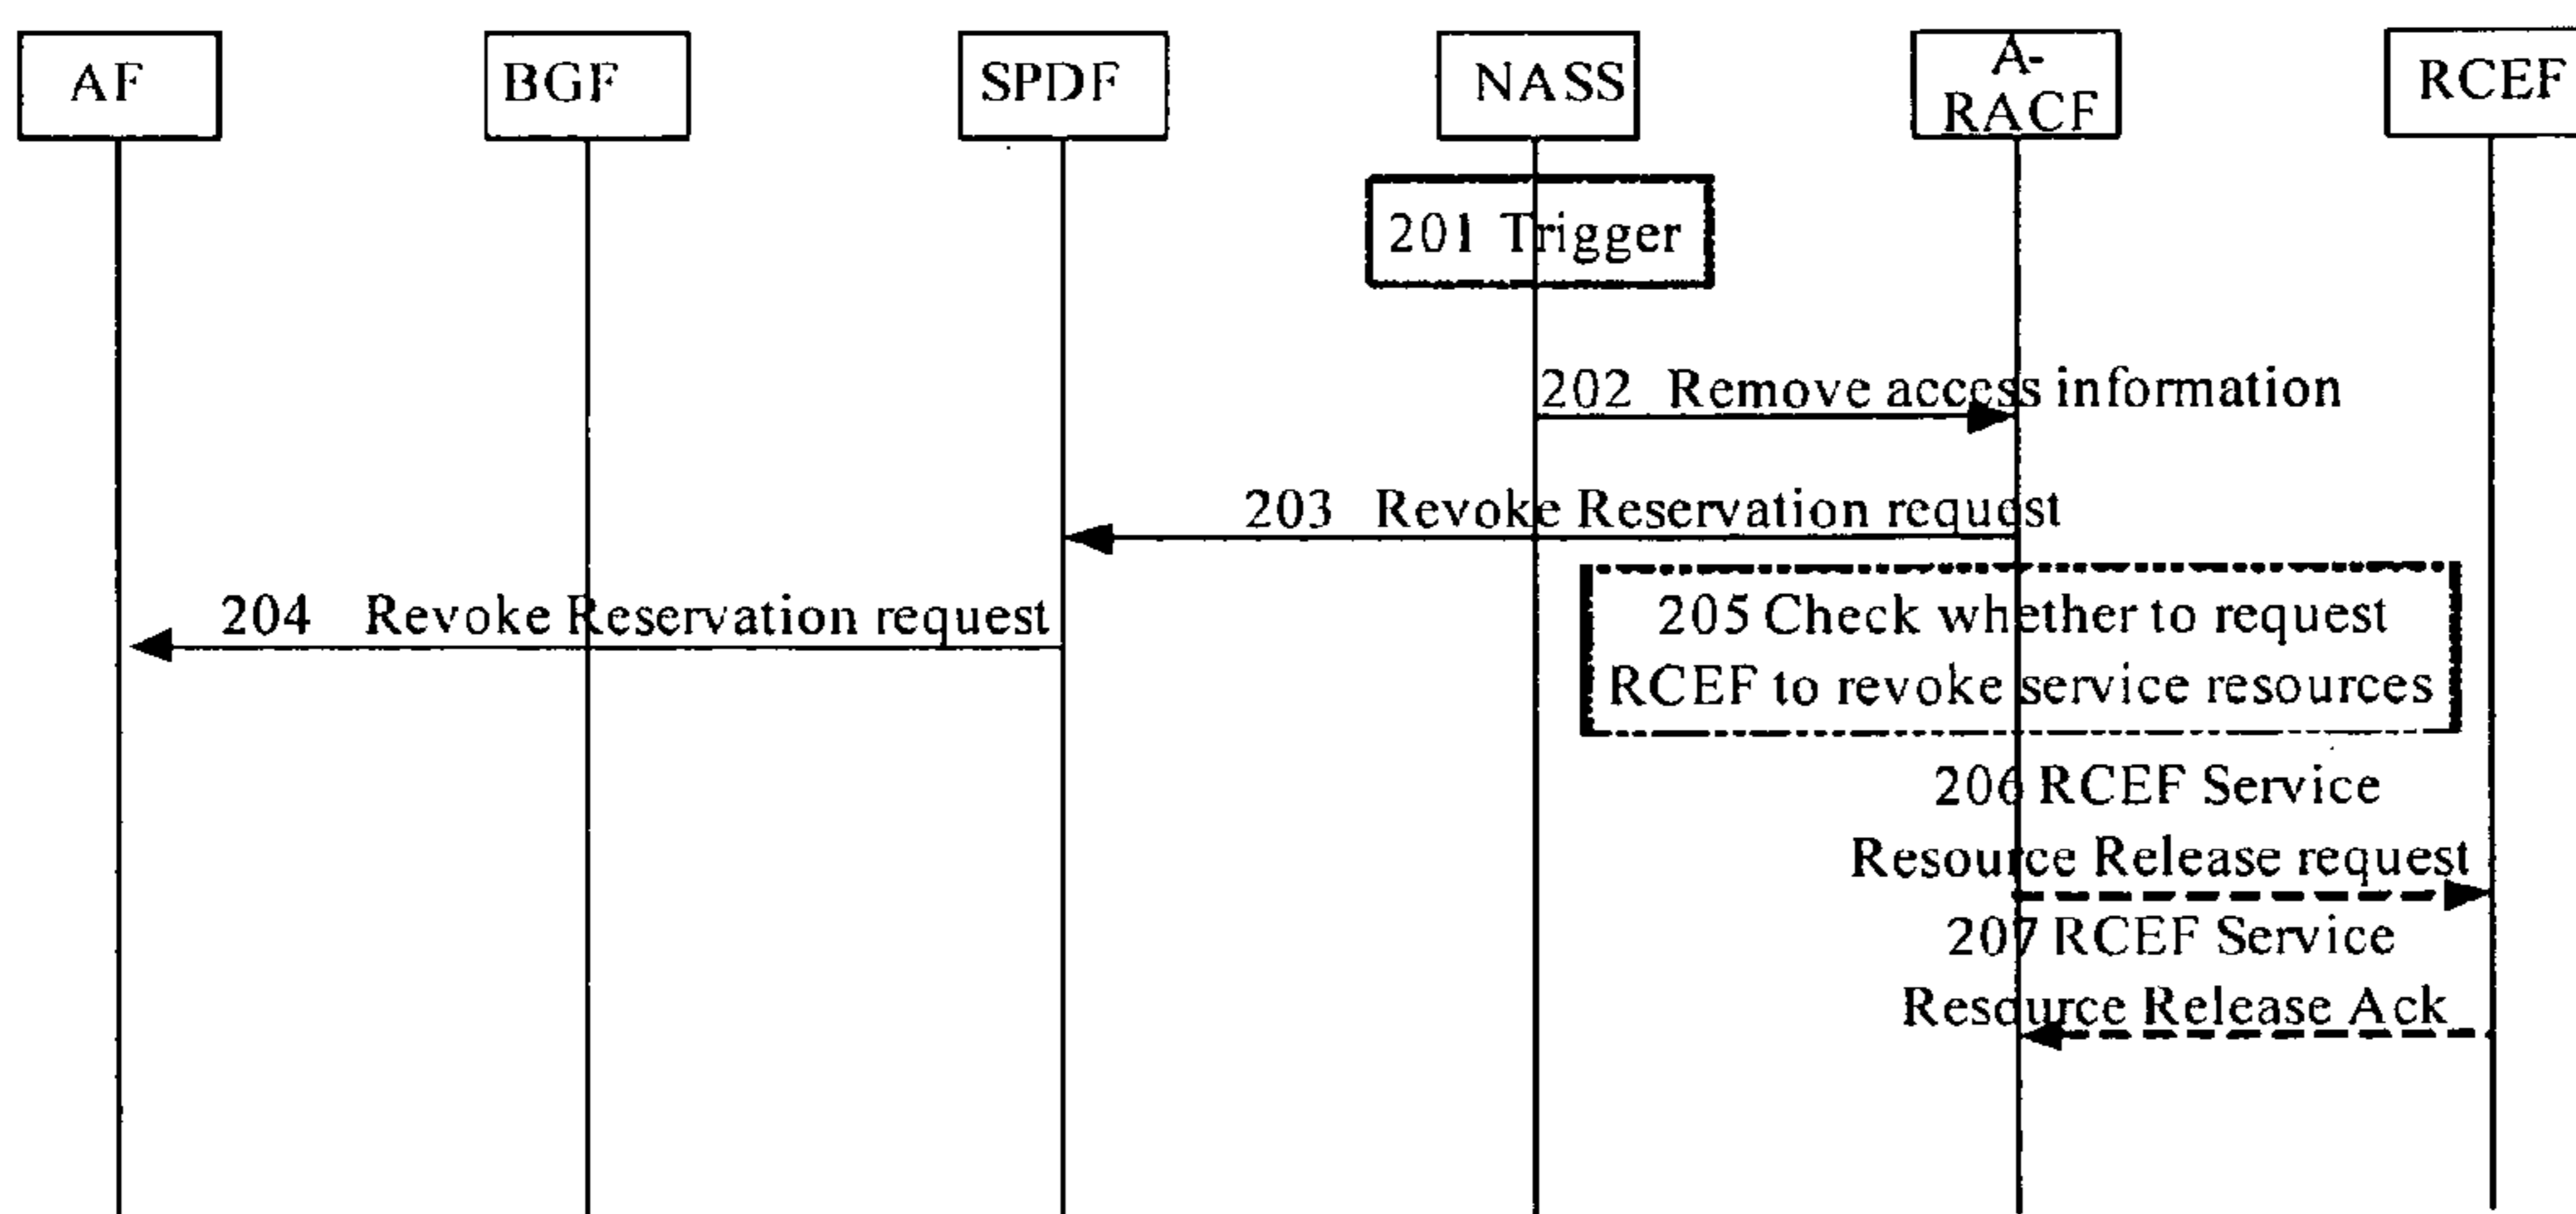 AF
BGF
SPDF
NASS
A-
RACF
RCEF
201 Trigger
202 Remove access information
203 Revoke Reservation request
204 Revoke Reservation request
205 Check whether to request
RCEF to revoke service resources
206 RCEF Service
Resource Release request
207 RCEF Service
Resource Release Ack